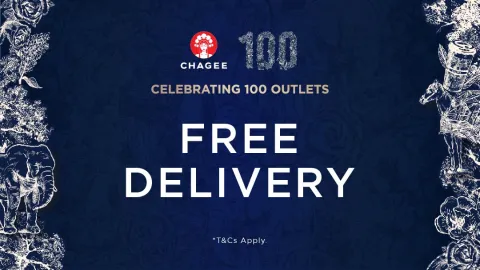 CHAGEE
100
CELEBRATING 100 OUTLETS
FREE
DELIVERY
*T&Cs Apply.